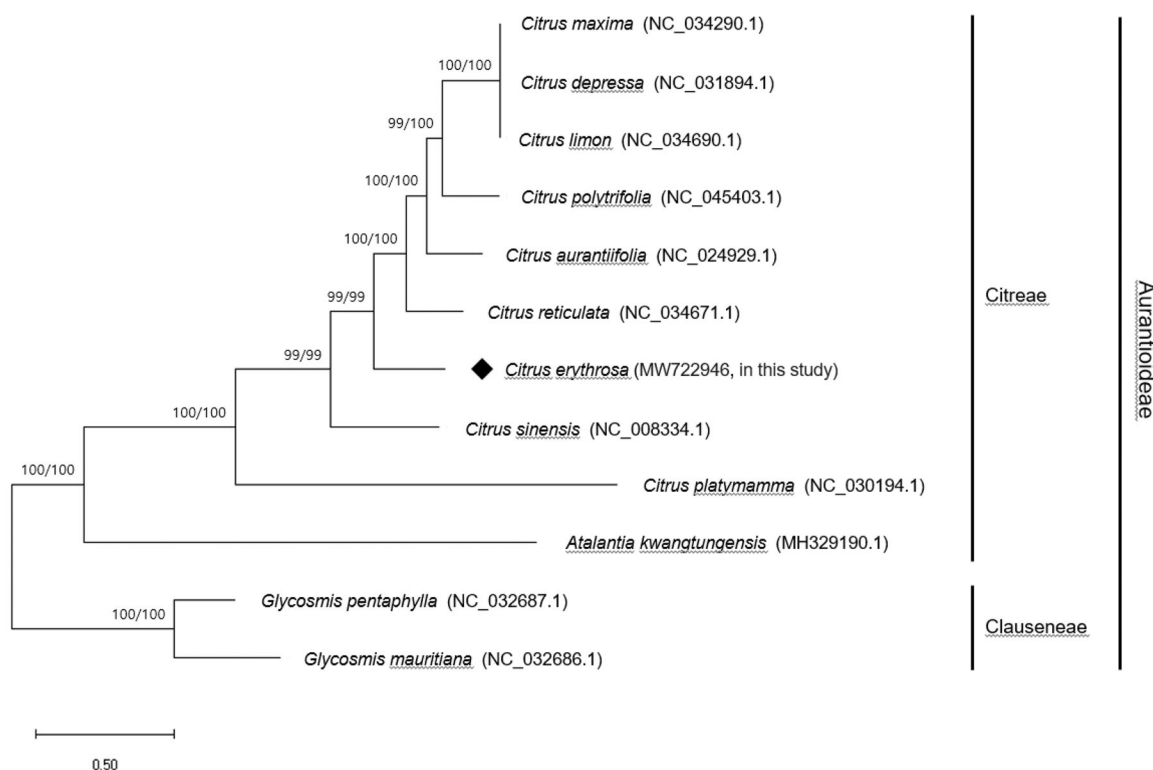 Citrus maxima (NC_034290.1)
100/100
Citrus depressa (NC_031894.1)
99/100
Citrus limon (NC_034690.1)
100/100
Citrus polytrifolia (NC_045403.1)
100/100
Citrus aurantiifolia (NC_024929.1)
99/99
Citrus reticulata (NC_034671.1)
99/99
Citrus erythrosa (MW722946, in this study)
100/100
Citrus sinensis (NC_008334.1)
100/100
Citrus platymamma (NC_030194.1)
Atalantia kwangtungensis (MH329190.1)
Glycosmis pentaphylla (NC_032687.1)
100/100
Glycosmis mauritiana (NC_032686.1)
Citreae
Clauseneae
Aurantioideae
0.50